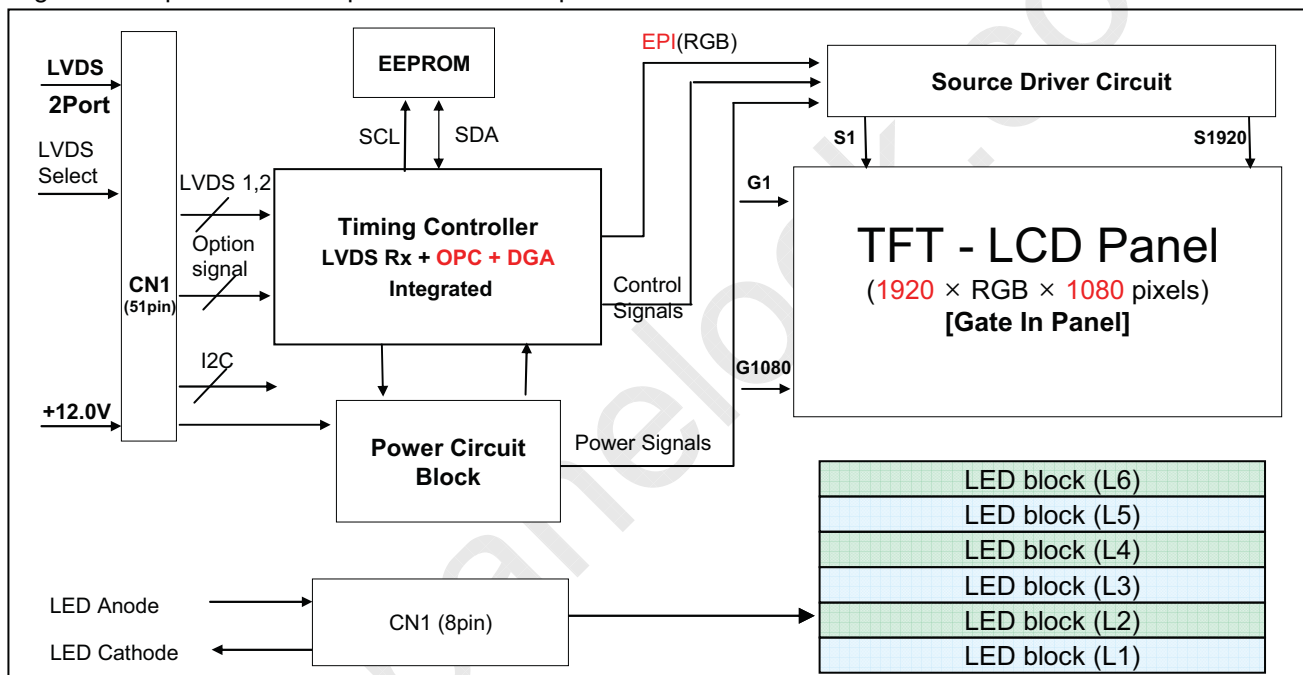 EPI(RGB)
LVDS
2Port
EEPROM
Source Driver Circuit
SCL
SDA
S1
S1920
LVDS
Select
LVDS 1,2
G1
Timing Controller
LVDS Rx + OPC + DGA
Integrated
TFT - LCD Panel
(1920 × RGB × 1080 pixels)
[Gate In Panel]
Option
signal
CN1
(51pin)
Control
Signals
I2C
G1080
+12.0V
Power Circuit
Block
Power Signals
LED block (L6)
LED block (L5)
LED block (L4)
LED block (L3)
LED block (L2)
LED block (L1)
LED Anode
CN1 (8pin)
LED Cathode